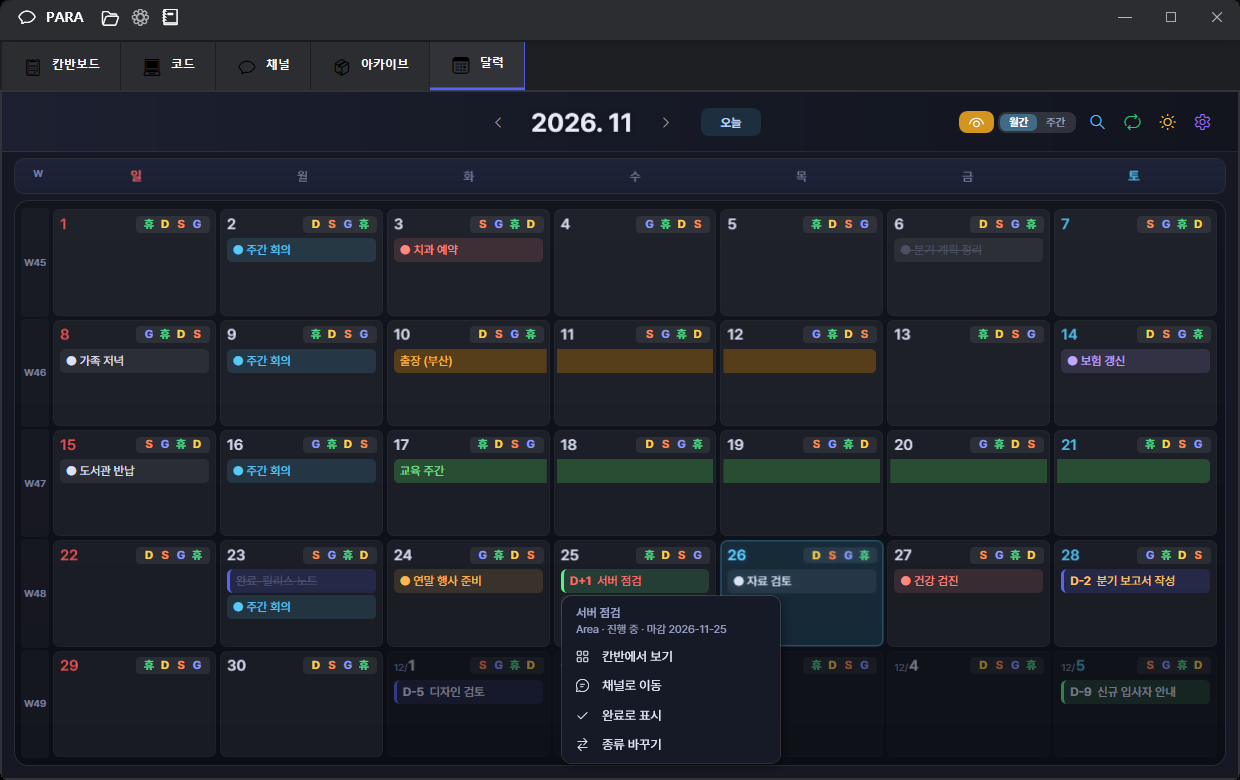 PARA
칸반보드 코드 채널 아카이브 달력
2026. 11 오늘 월간 주간
W 일 월 화 수 목 금 토
W45
1 휴 D S G
2 D S G 휴
주간 회의
3 S G 휴 D
치과 예약
4 G 휴 D S
5 휴 D S G
6 D S G 휴
분기 계획 정리
7 S G 휴 D
W46
8 G 휴 D S
가족 저녁
9 휴 D S G
주간 회의
10 D S G 휴
출장 (부산)
11 S G 휴 D
12 G 휴 D S
13 휴 D S G
14 D S G 휴
보험 갱신
W47
15 S G 휴 D
도서관 반납
16 G 휴 D S
주간 회의
17 휴 D S G
교육 주간
18 D S G 휴
19 S G 휴 D
20 G 휴 D S
21 휴 D S G
W48
22 D S G 휴
23 S G 휴 D
완료 릴리스 노트
주간 회의
24 G 휴 D S
연말 행사 준비
25 휴 D S G
D+1 서버 점검
26 D S G 휴
자료 검토
27 S G 휴 D
건강 검진
28 G 휴 D S
D-2 분기 보고서 작성
W49
29 휴 D S G
30 D S G 휴
12/1 S G 휴 D
D-5 디자인 검토
휴 D S G
12/4 D S G 휴
12/5 S G 휴 D
D-9 신규 입사자 안내
서버 점검
Area · 진행 중 · 마감 2026-11-25
칸반에서 보기
채널로 이동
완료로 표시
종류 바꾸기